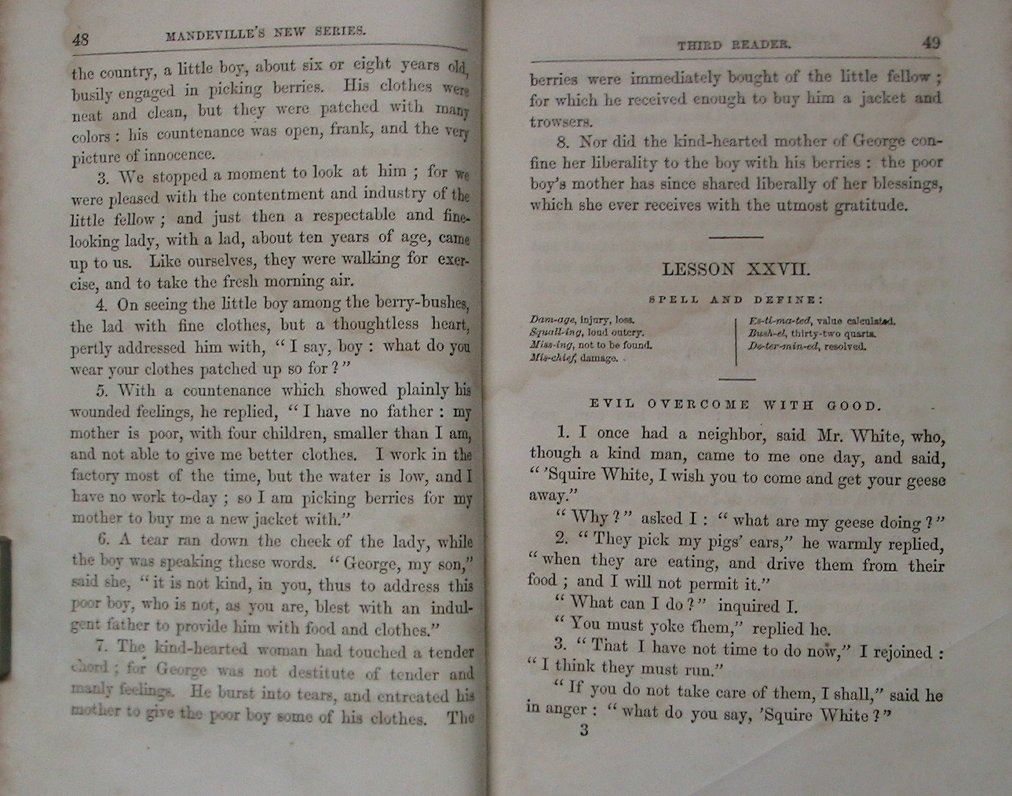 48 MANDEVILLE'S NEW SERIES.
the country, a little boy, about six or eight years old,
busily engaged in picking berries. His clothes were
neat and clean, but they were patched with many
colors : his countenance was open, frank, and the very
picture of innocence.
3. We stopped a moment to look at him ; for we
were pleased with the contentment and industry of the
little fellow ; and just then a respectable and fine-
looking lady, with a lad, about ten years of age, came
up to us. Like ourselves, they were walking for exer-
cise, and to take the fresh morning air.
4. On seeing the little boy among the berry-bushes,
the lad with fine clothes, but a thoughtless heart,
pertly addressed him with, " I say, boy : what do you
wear your clothes patched up so for ? "
5. With a countenance which showed plainly his
wounded feelings, he replied, " I have no father : my
mother is poor, with four children, smaller than I am,
and not able to give me better clothes. I work in the
factory most of the time, but the water is low, and I
have no work to-day ; so I am picking berries for my
mother to buy me a new jacket with."
6. A tear ran down the cheek of the lady, while
the boy was speaking these words. " George, my son,"
said she, " it is not kind, in you, thus to address this
poor boy, who is not, as you are, blest with an indul-
gent father to provide him with food and clothes."
7. The kind-hearted woman had touched a tender
chord ; for George was not destitute of tender and
manly feelings. He burst into tears, and entreated his
mother to give the poor boy some of his clothes. The
THIRD READER. 49
berries were immediately bought of the little fellow ;
for which he received enough to buy him a jacket and
trowsers.
8. Nor did the kind-hearted mother of George con-
fine her liberality to the boy with his berries : the poor
boy's mother has since shared liberally of her blessings,
which she ever receives with the utmost gratitude.
LESSON XXVII.
SPELL AND DEFINE:
Dam-age, injury, loss.
Squall-ing, loud outcry.
Miss-ing, not to be found.
Mis-chief, damage.
Es-ti-ma-ted, value calculated.
Bush-el, thirty-two quarts.
De-ter-min-ed, resolved.
EVIL OVERCOME WITH GOOD.
1. I once had a neighbor, said Mr. White, who,
though a kind man, came to me one day, and said,
" 'Squire White, I wish you to come and get your geese
away."
" Why ? " asked I : " what are my geese doing ? "
2. " They pick my pigs' ears," he warmly replied,
" when they are eating, and drive them from their
food ; and I will not permit it."
" What can I do ? " inquired I.
" You must yoke them," replied he.
3. " That I have not time to do now," I rejoined :
" I think they must run."
" If you do not take care of them, I shall," said he
in anger : " what do you say, 'Squire White ? "
3